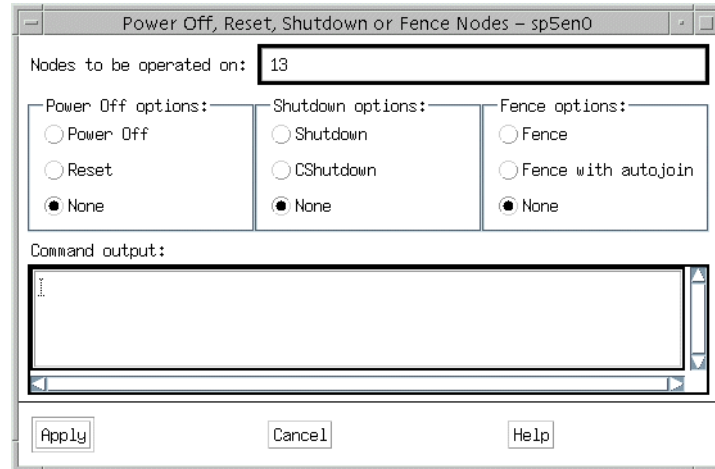 Power Off, Reset, Shutdown or Fence Nodes – sp5en0
Nodes to be operated on: 13
Power Off options: Shutdown options: Fence options:
Power Off Shutdown Fence
Reset CShutdown Fence with autojoin
None None None
Command output:
Apply Cancel Help